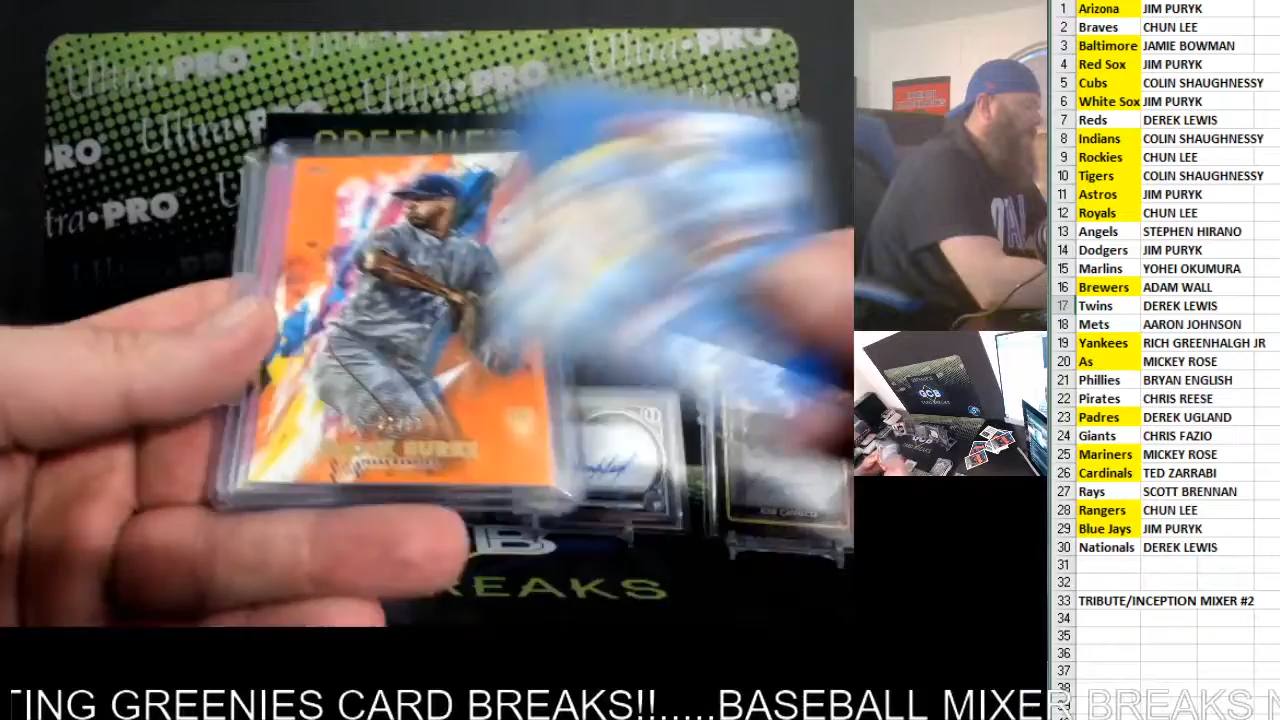 Ultra•PRO
Ultra•PRO
Ultra•PRO
GREENIE'S
BURKE
GCB
BREAKS
1 Arizona JIM PURYK
2 Braves CHUN LEE
3 Baltimore JAMIE BOWMAN
4 Red Sox JIM PURYK
5 Cubs COLIN SHAUGHNESSY
6 White Sox JIM PURYK
7 Reds DEREK LEWIS
8 Indians COLIN SHAUGHNESSY
9 Rockies CHUN LEE
10 Tigers COLIN SHAUGHNESSY
11 Astros JIM PURYK
12 Royals CHUN LEE
13 Angels STEPHEN HIRANO
14 Dodgers JIM PURYK
15 Marlins YOHEI OKUMURA
16 Brewers ADAM WALL
17 Twins DEREK LEWIS
18 Mets AARON JOHNSON
19 Yankees RICH GREENHALGH JR
20 As MICKEY ROSE
21 Phillies BRYAN ENGLISH
22 Pirates CHRIS REESE
23 Padres DEREK UGLAND
24 Giants CHRIS FAZIO
25 Mariners MICKEY ROSE
26 Cardinals TED ZARRABI
27 Rays SCOTT BRENNAN
28 Rangers CHUN LEE
29 Blue Jays JIM PURYK
30 Nationals DEREK LEWIS
31
32
33 TRIBUTE/INCEPTION MIXER #2
34
35
36
37
38
TING GREENIES CARD BREAKS!!.....BASEBALL MIXER BREAKS N